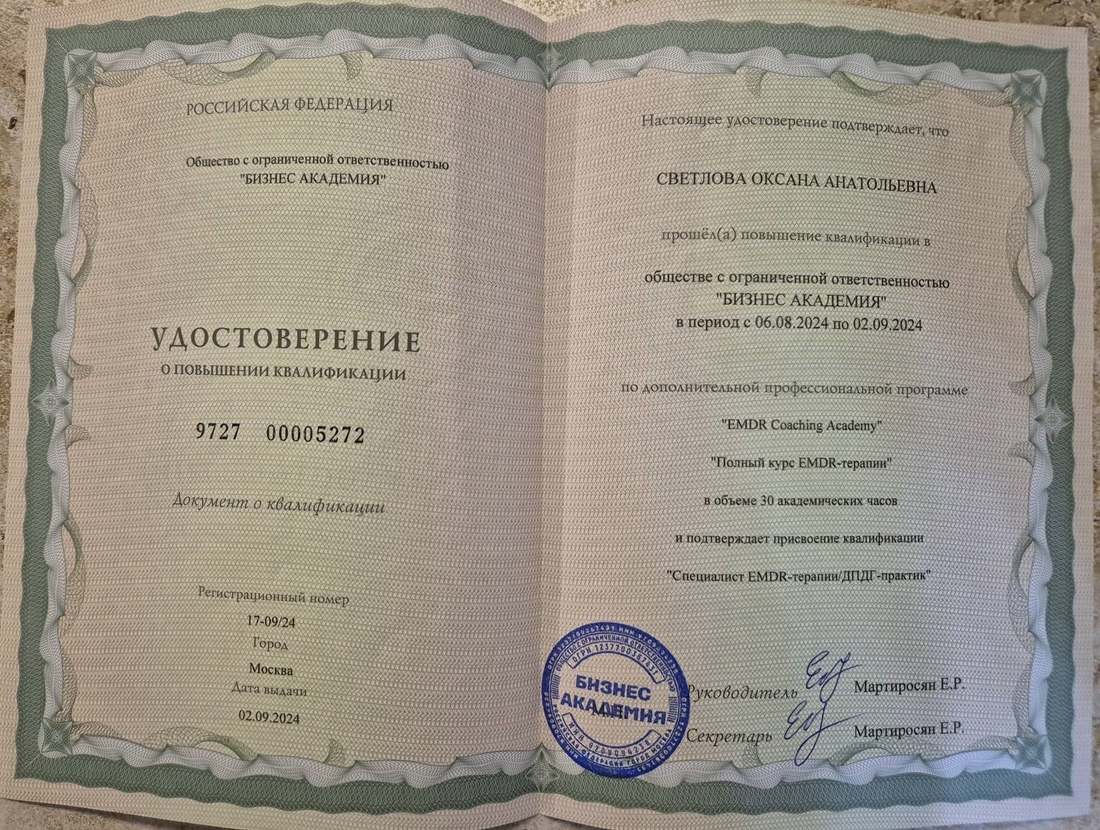 РОССИЙСКАЯ ФЕДЕРАЦИЯ
Общество с ограниченной ответственностью
"БИЗНЕС АКАДЕМИЯ"
УДОСТОВЕРЕНИЕ
О ПОВЫШЕНИИ КВАЛИФИКАЦИИ
9727 00005272
Документ о квалификации
Регистрационный номер
17-09/24
Город
Москва
Дата выдачи
02.09.2024
Настоящее удостоверение подтверждает, что
СВЕТЛОВА ОКСАНА АНАТОЛЬЕВНА
прошёл(а) повышение квалификации в
обществе с ограниченной ответственностью
"БИЗНЕС АКАДЕМИЯ"
в период с 06.08.2024 по 02.09.2024
по дополнительной профессиональной программе
"EMDR Coaching Academy"
"Полный курс EMDR-терапии"
в объеме 30 академических часов
и подтверждает присвоение квалификации
"Специалист EMDR-терапии/ДПДГ-практик"
БИЗНЕС
АКАДЕМИЯ
Руководитель Мартиросян Е.Р.
Секретарь Мартиросян Е.Р.